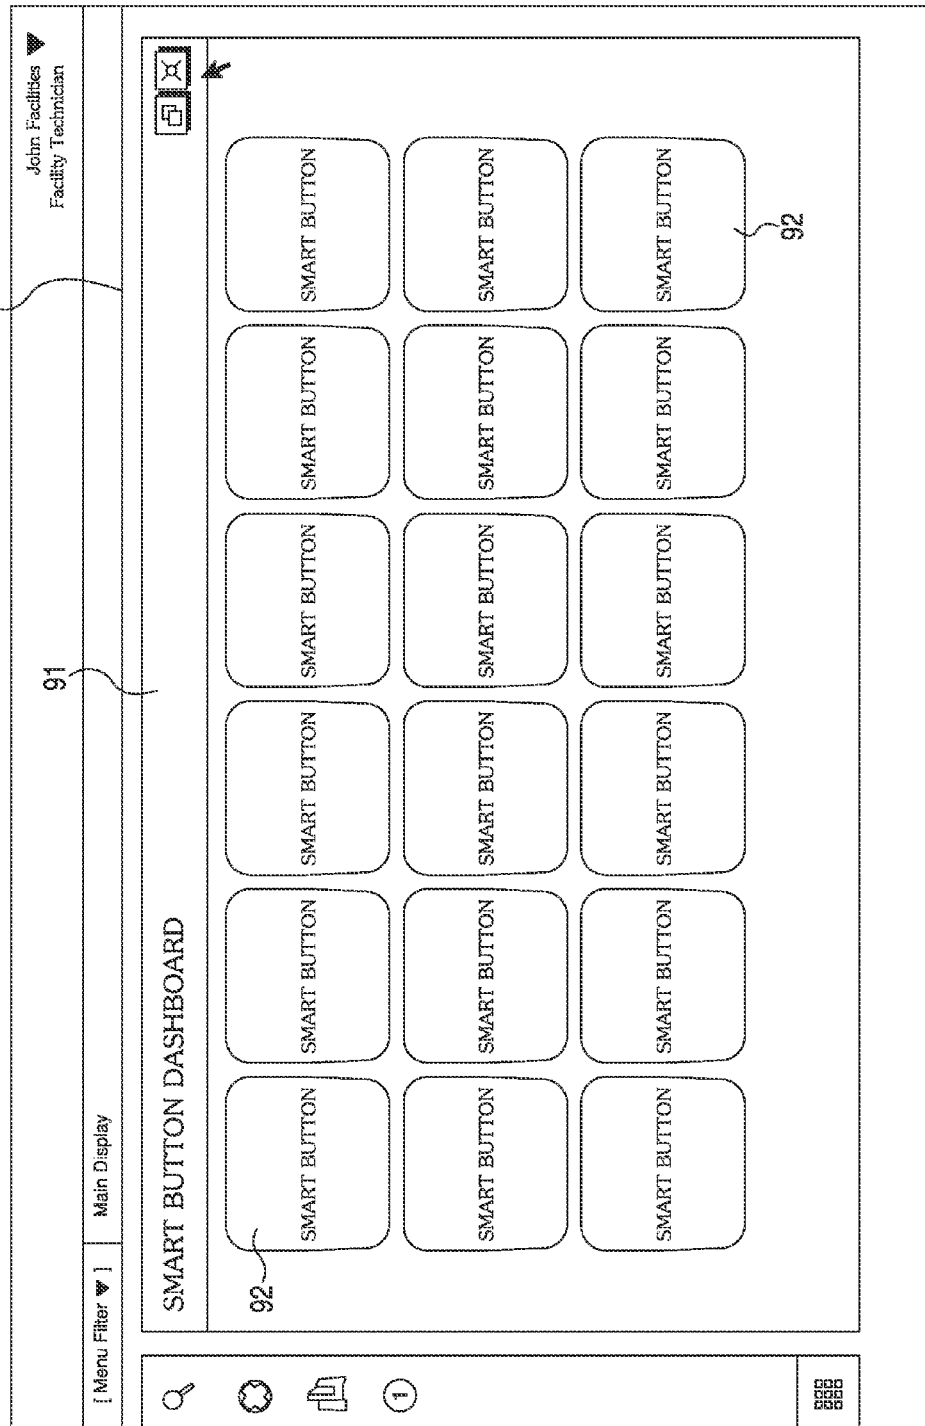 John Facilities
Facility Technician
[ Menu Filter ] Main Display
91
SMART BUTTON DASHBOARD
SMART BUTTON SMART BUTTON SMART BUTTON SMART BUTTON SMART BUTTON SMART BUTTON
SMART BUTTON SMART BUTTON SMART BUTTON SMART BUTTON SMART BUTTON SMART BUTTON
SMART BUTTON SMART BUTTON SMART BUTTON SMART BUTTON SMART BUTTON SMART BUTTON
92
92
1